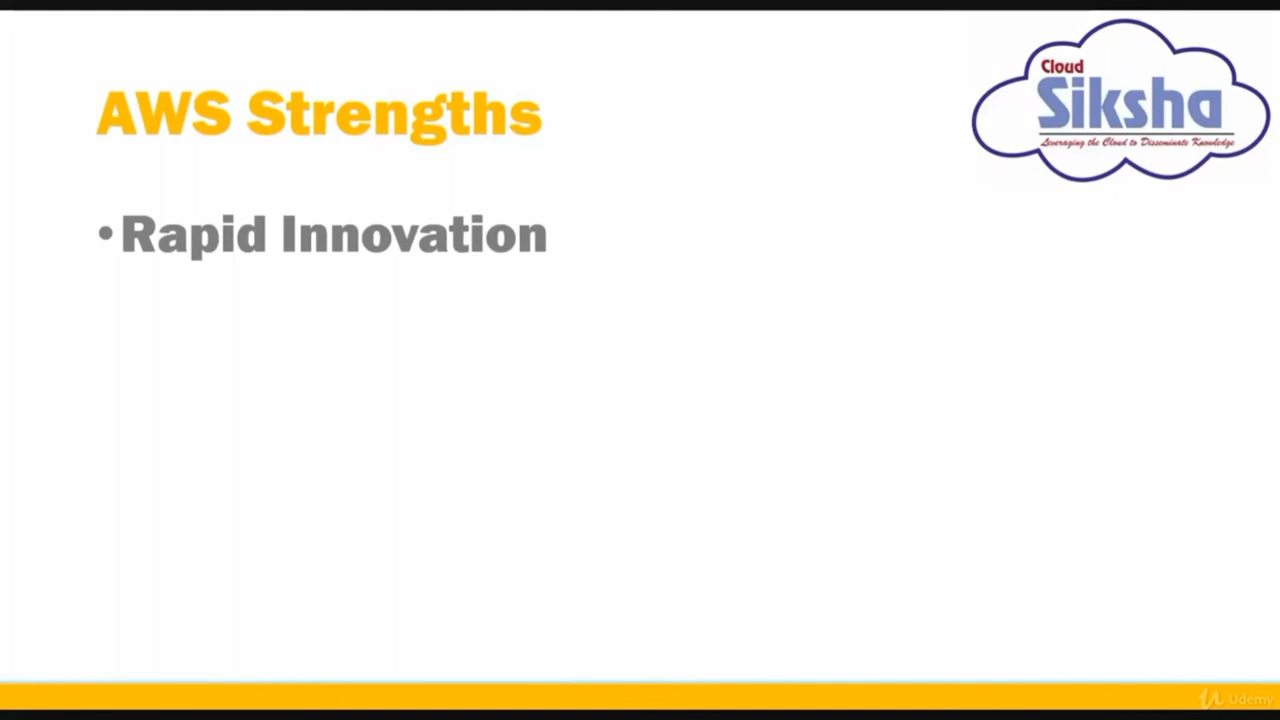 Cloud
Siksha
Leveraging the Cloud to Disseminate Knowledge
AWS Strengths
• Rapid Innovation
Udemy